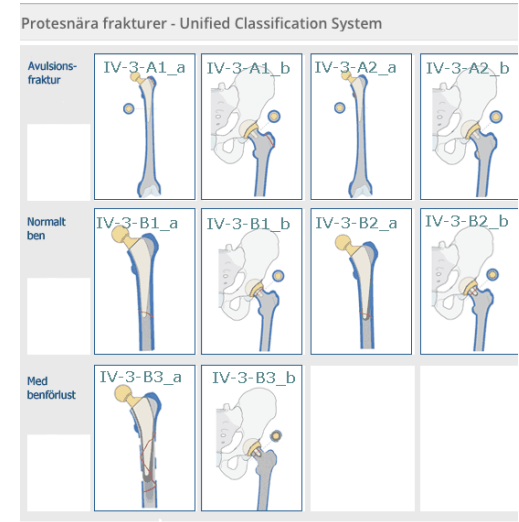 Protesnära frakturer - Unified Classification System
Avulsions-
fraktur
IV-3-A1_a
IV-3-A1_b
IV-3-A2_a
IV-3-A2_b
Normalt
ben
IV-3-B1_a
IV-3-B1_b
IV-3-B2_a
IV-3-B2_b
Med
benförlust
IV-3-B3_a
IV-3-B3_b